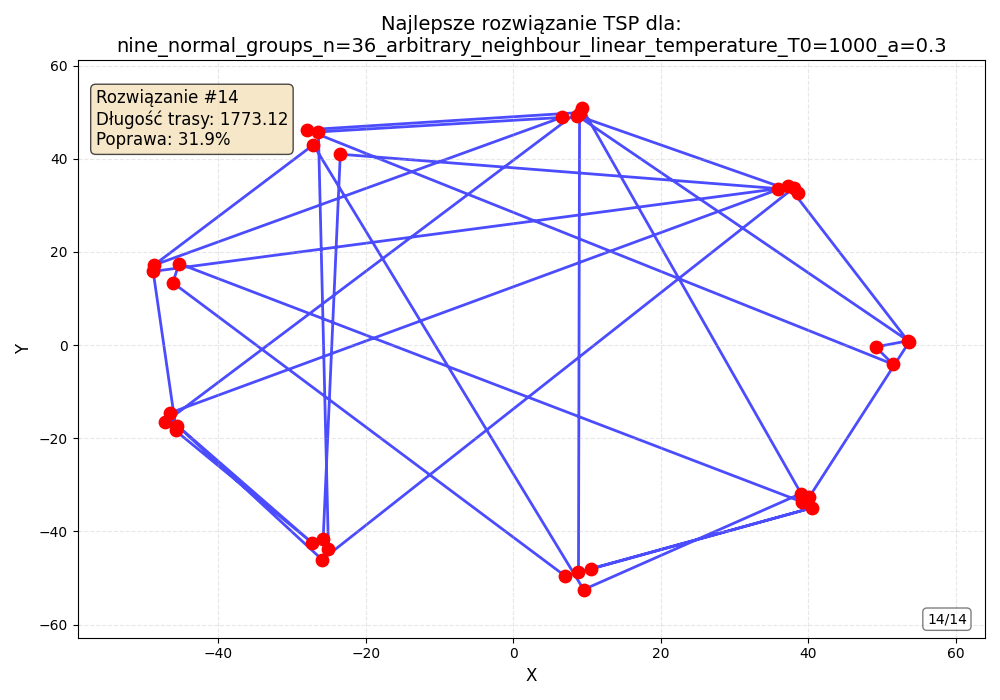 Najlepsze rozwiązanie TSP dla:
nine_normal_groups_n=36_arbitrary_neighbour_linear_temperature_T0=1000_a=0.3
Rozwiązanie #14
Długość trasy: 1773.12
Poprawa: 31.9%
60
40
20
0
−20
−40
−60
Y
14/14
−40
−20
0
20
40
60
X